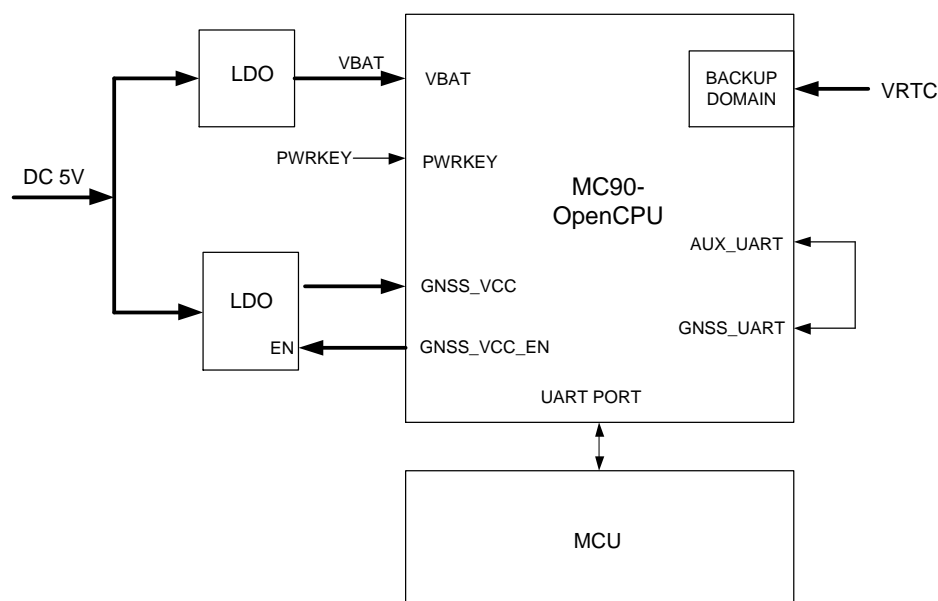 LDO
VBAT
VBAT
BACKUP
DOMAIN
VRTC
PWRKEY
PWRKEY
DC 5V
MC90-
OpenCPU
AUX_UART
LDO
GNSS_VCC
GNSS_UART
EN
GNSS_VCC_EN
UART PORT
MCU